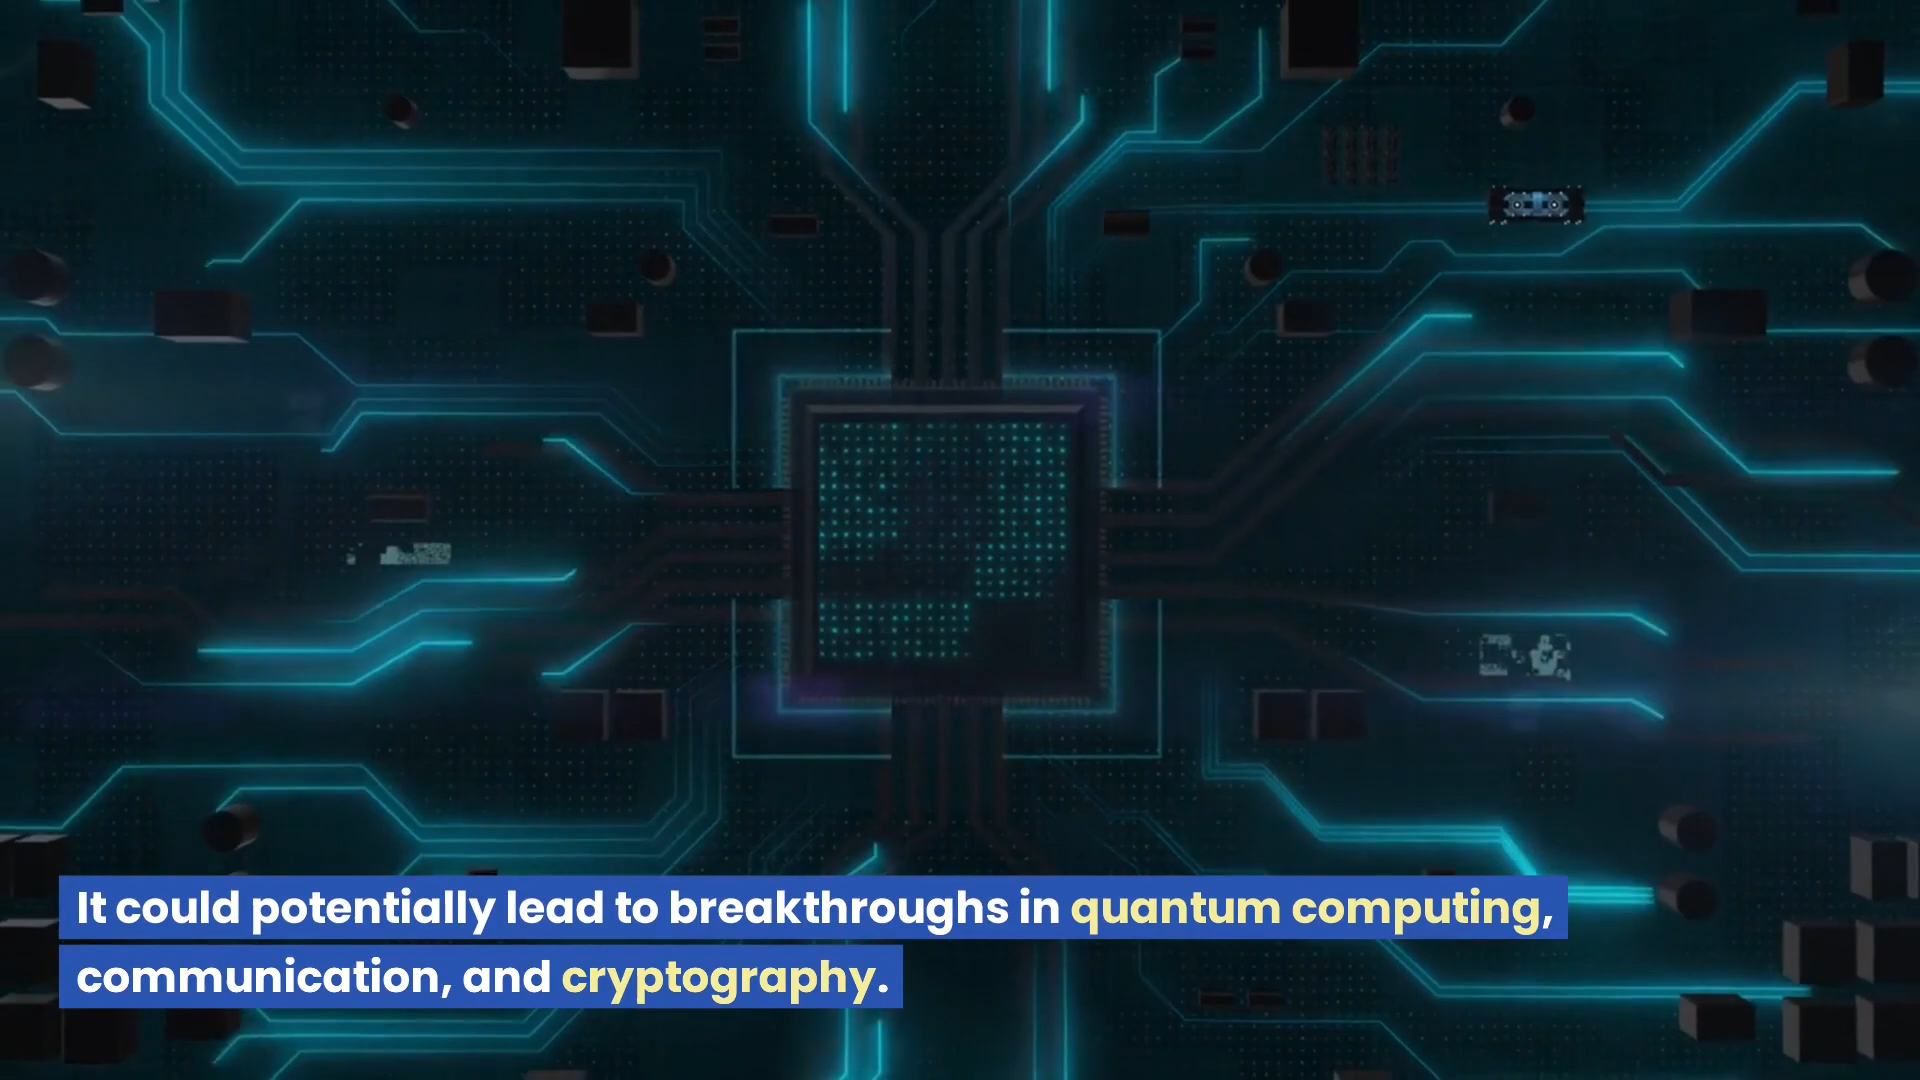 It could potentially lead to breakthroughs in quantum computing,
communication, and cryptography.